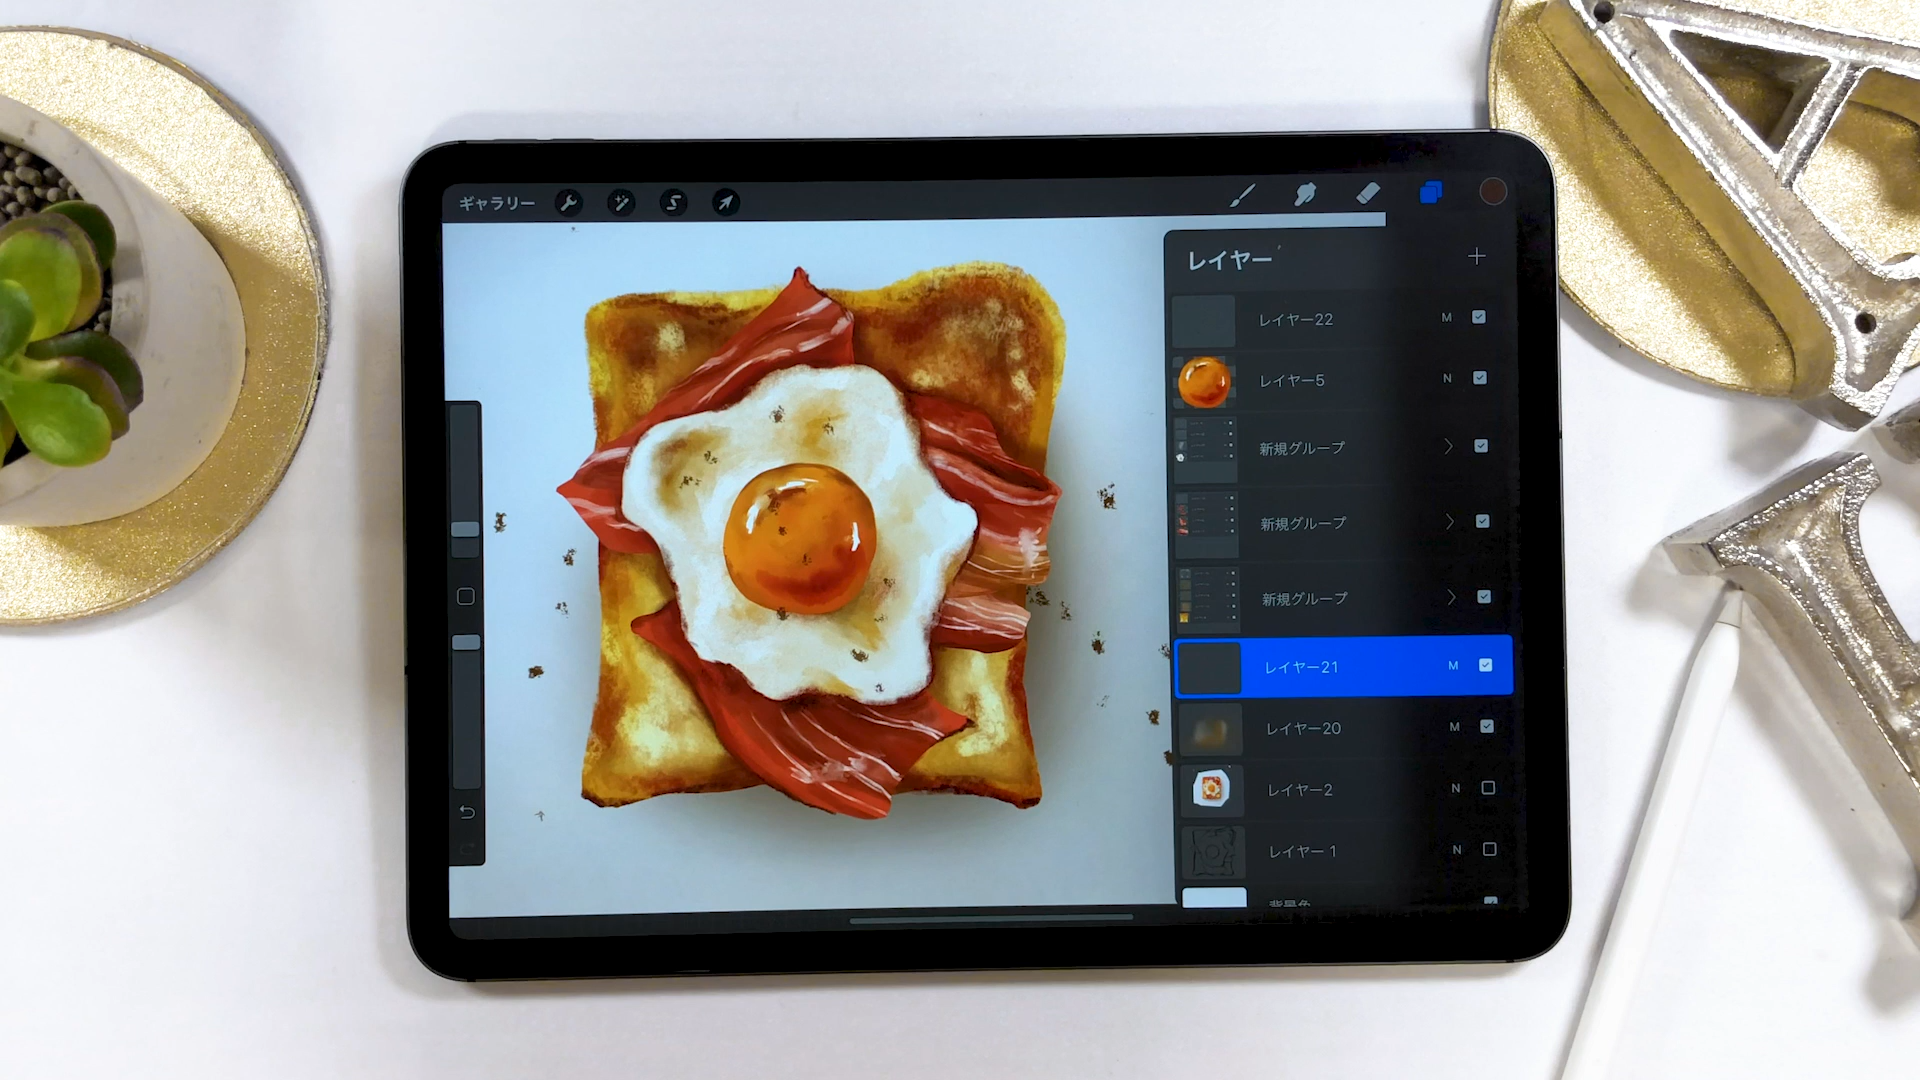 ギャラリー
レイヤー
レイヤー22 M
レイヤー5 N
新規グループ
新規グループ
新規グループ
レイヤー21 M
レイヤー20 M
レイヤー2 N
レイヤー 1 N
背景色